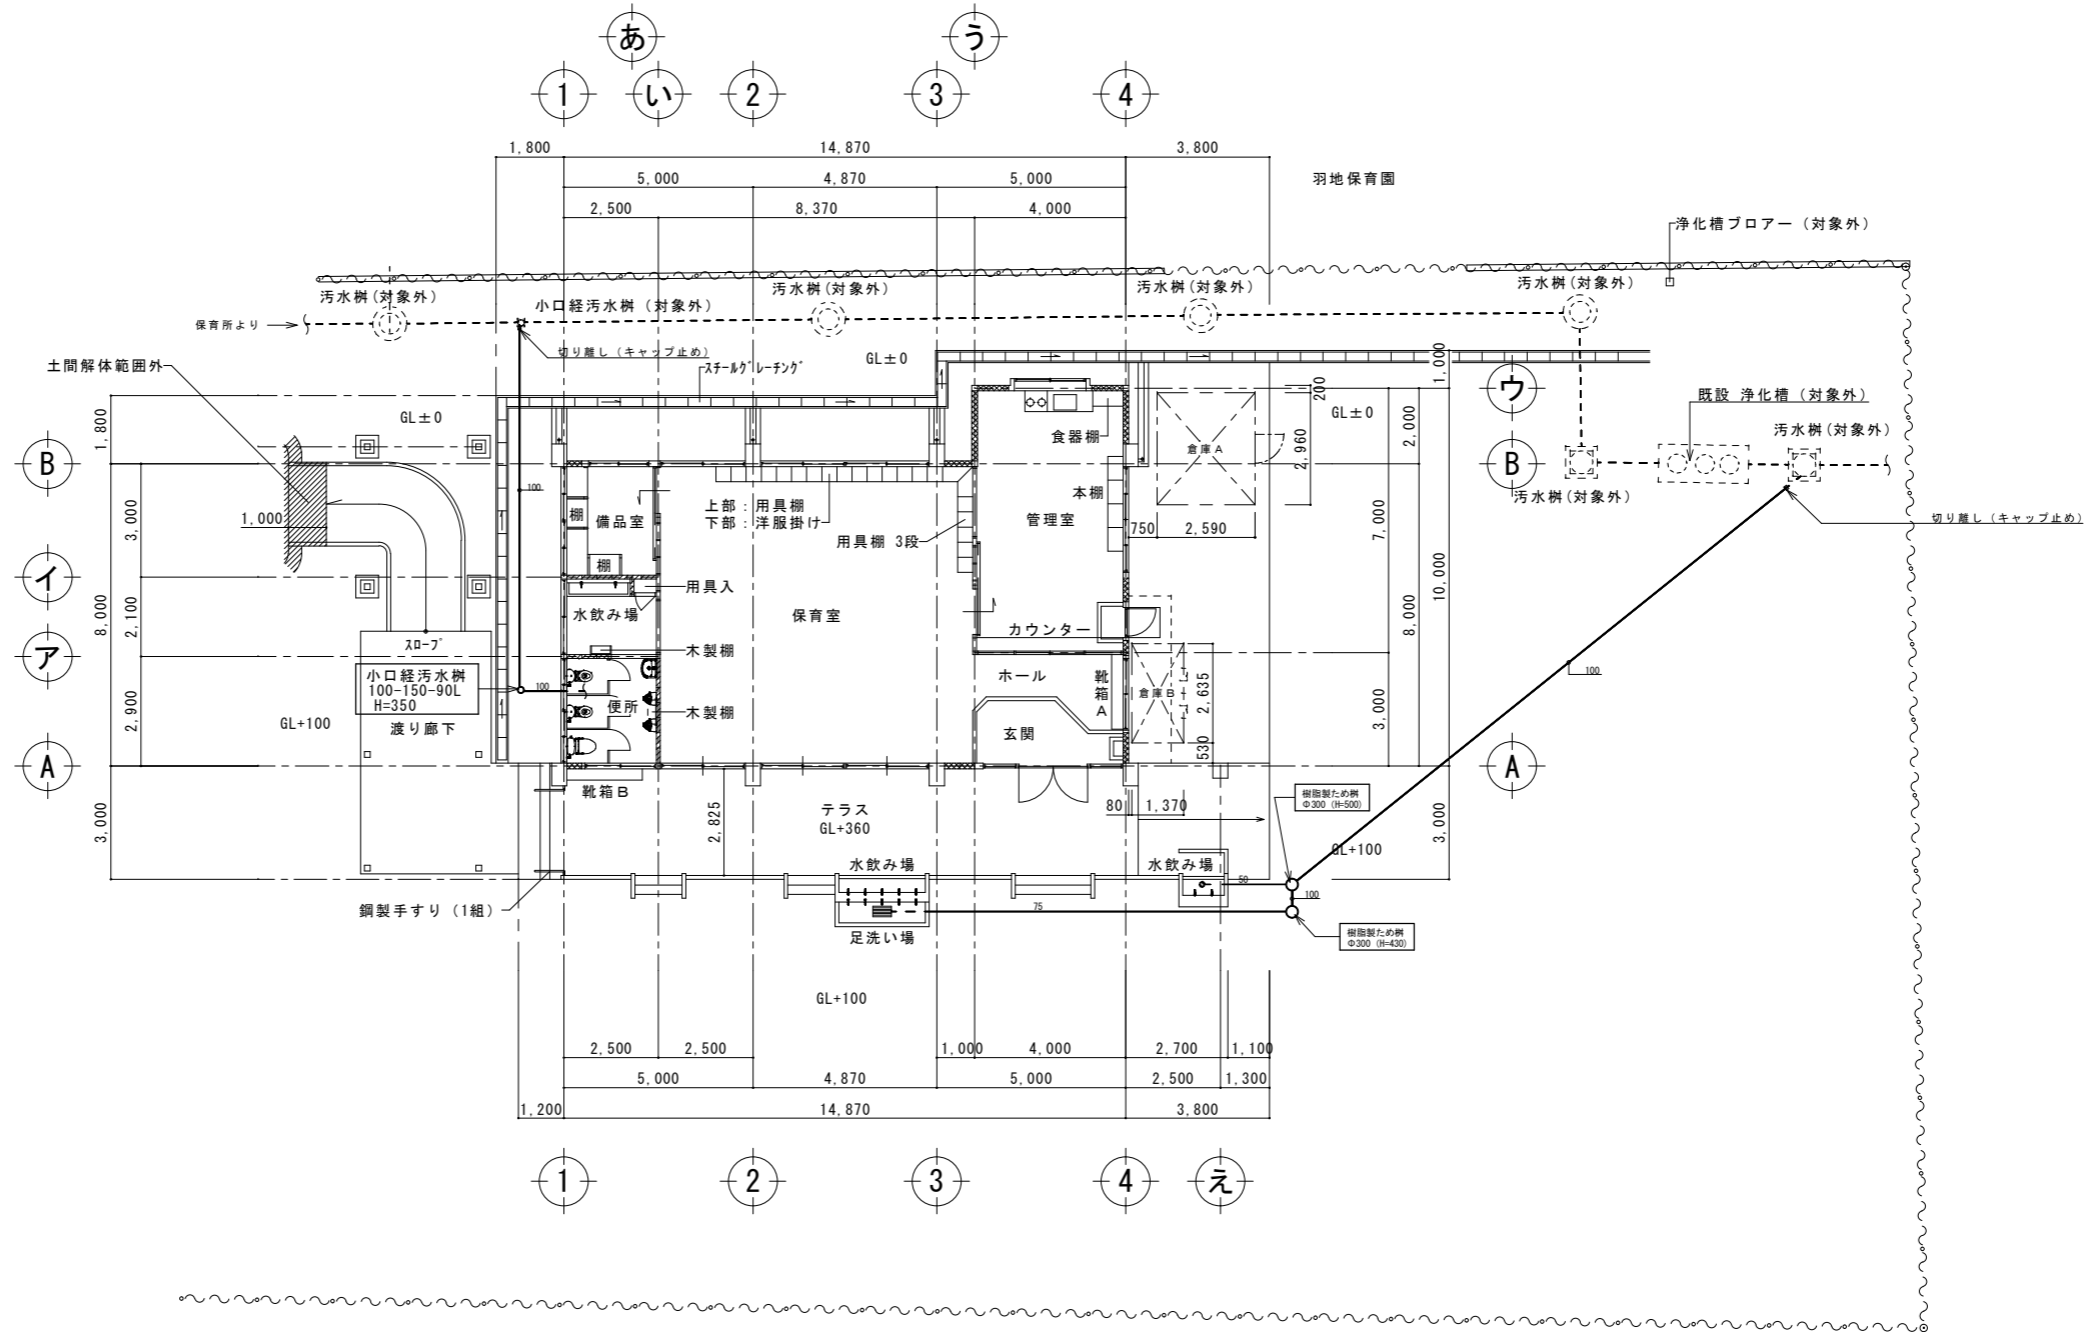 あ
う
1
い
2
3
4
1,800
14,870
3,800
5,000
4,870
5,000
2,500
8,370
4,000
羽地保育園
浄化槽ブロアー（対象外）
汚水桝(対象外)
小口経汚水桝（対象外）
汚水桝(対象外)
汚水桝(対象外)
汚水桝(対象外)
保育所より
切り離し（キャップ止め）
土間解体範囲外
GL±0
スチールグレーチング
1,000
ウ
200
GL±0
GL±0
2,000
既設 浄化槽（対象外）
汚水桝(対象外)
1,800
食器棚
倉庫A
2,960
B
B
汚水桝(対象外)
100
上部：用具棚
下部：洋服掛け
本棚
管理室
棚
備品室
用具棚 3段
750
2,590
7,000
切り離し（キャップ止め）
3,000
1,000
棚
イ
用具入
10,000
8,000
2,100
水飲み場
保育室
8,000
カウンター
ア
スロープ
木製棚
100
小口経汚水桝
100-150-90L
H=350
100
ホール
靴箱A
倉庫B
2,635
便所
木製棚
2,900
GL+100
渡り廊下
玄関
3,000
530
A
A
靴箱B
テラス
GL+360
2,825
80
1,370
樹脂製ため桝
Φ300 (H=500)
3,000
3,000
GL+100
水飲み場
水飲み場
50
100
鋼製手すり（1組）
75
足洗い場
樹脂製ため桝
Φ300 (H=430)
GL+100
2,500
2,500
1,000
4,000
2,700
1,100
5,000
4,870
5,000
2,500
1,300
1,200
14,870
3,800
1
2
3
4
え